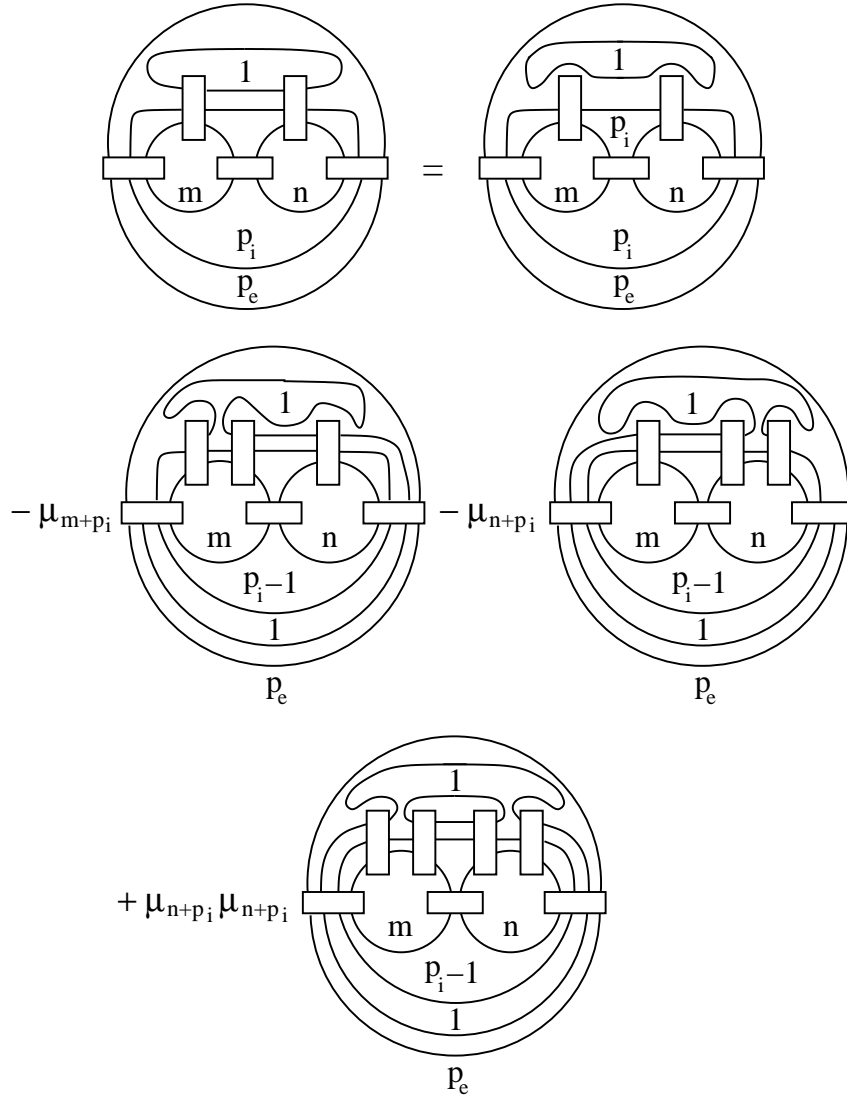 1 1
=
p_i
m n m n
p_i p_i
p_e p_e
1 1
− μ_{m+p_i} m n − μ_{n+p_i} m n
p_i−1 p_i−1
1 1
p_e p_e
1
+ μ_{n+p_i} μ_{n+p_i} m n
p_i−1
1
p_e